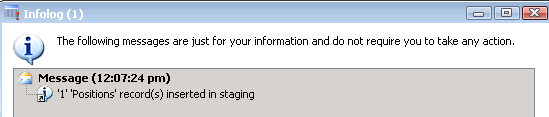 Infolog (1)
The following messages are just for your information and do not require you to take any action.
Message (12:07:24 pm)
'1' 'Positions' record(s) inserted in staging